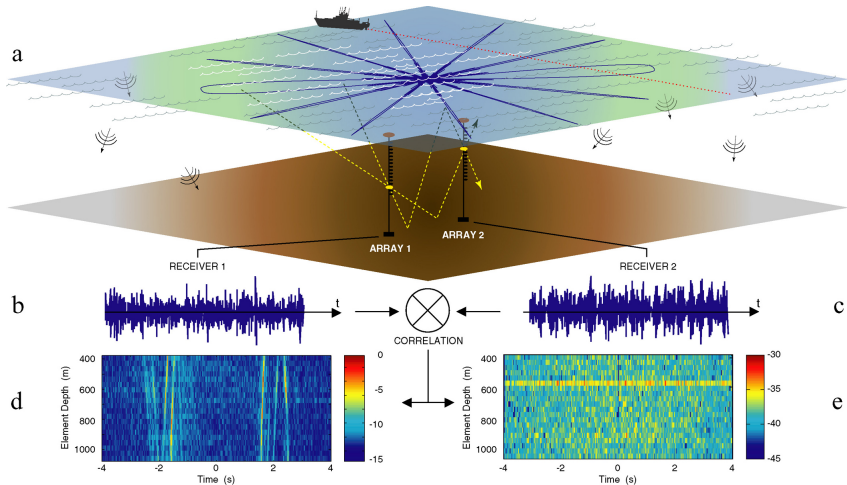 a
ARRAY 1
ARRAY 2
RECEIVER 1
RECEIVER 2
b
t
t
c
CORRELATION
d
Element Depth (m)
400
600
800
1000
-4
-2
0
2
4
Time (s)
0
-5
-10
-15
Element Depth (m)
400
600
800
1000
-4
-2
0
2
4
Time (s)
-30
-35
-40
-45
e